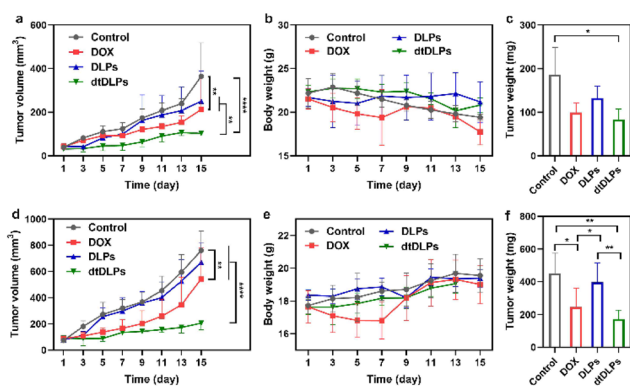 a
Tumor volume (mm³)
600
400
200
0
Control
DOX
DLPs
dtDLPs
**
**
****
1 3 5 7 9 11 13 15
Time (day)
b
Body weight (g)
30
25
20
15
Control DLPs
DOX dtDLPs
1 3 5 7 9 11 13 15
Time (day)
c
Tumor weight (mg)
300
200
100
0
*
Control DOX DLPs dtDLPs
d
Tumor volume (mm³)
1000
800
600
400
200
0
Control
DOX
DLPs
dtDLPs
**
****
1 3 5 7 9 11 13 15
Time (day)
e
Body weight (g)
22
20
18
16
Control DLPs
DOX dtDLPs
1 3 5 7 9 11 13 15
Time (day)
f
Tumor weight (mg)
800
600
400
200
0
**
* *
**
Control DOX DLPs dtDLPs